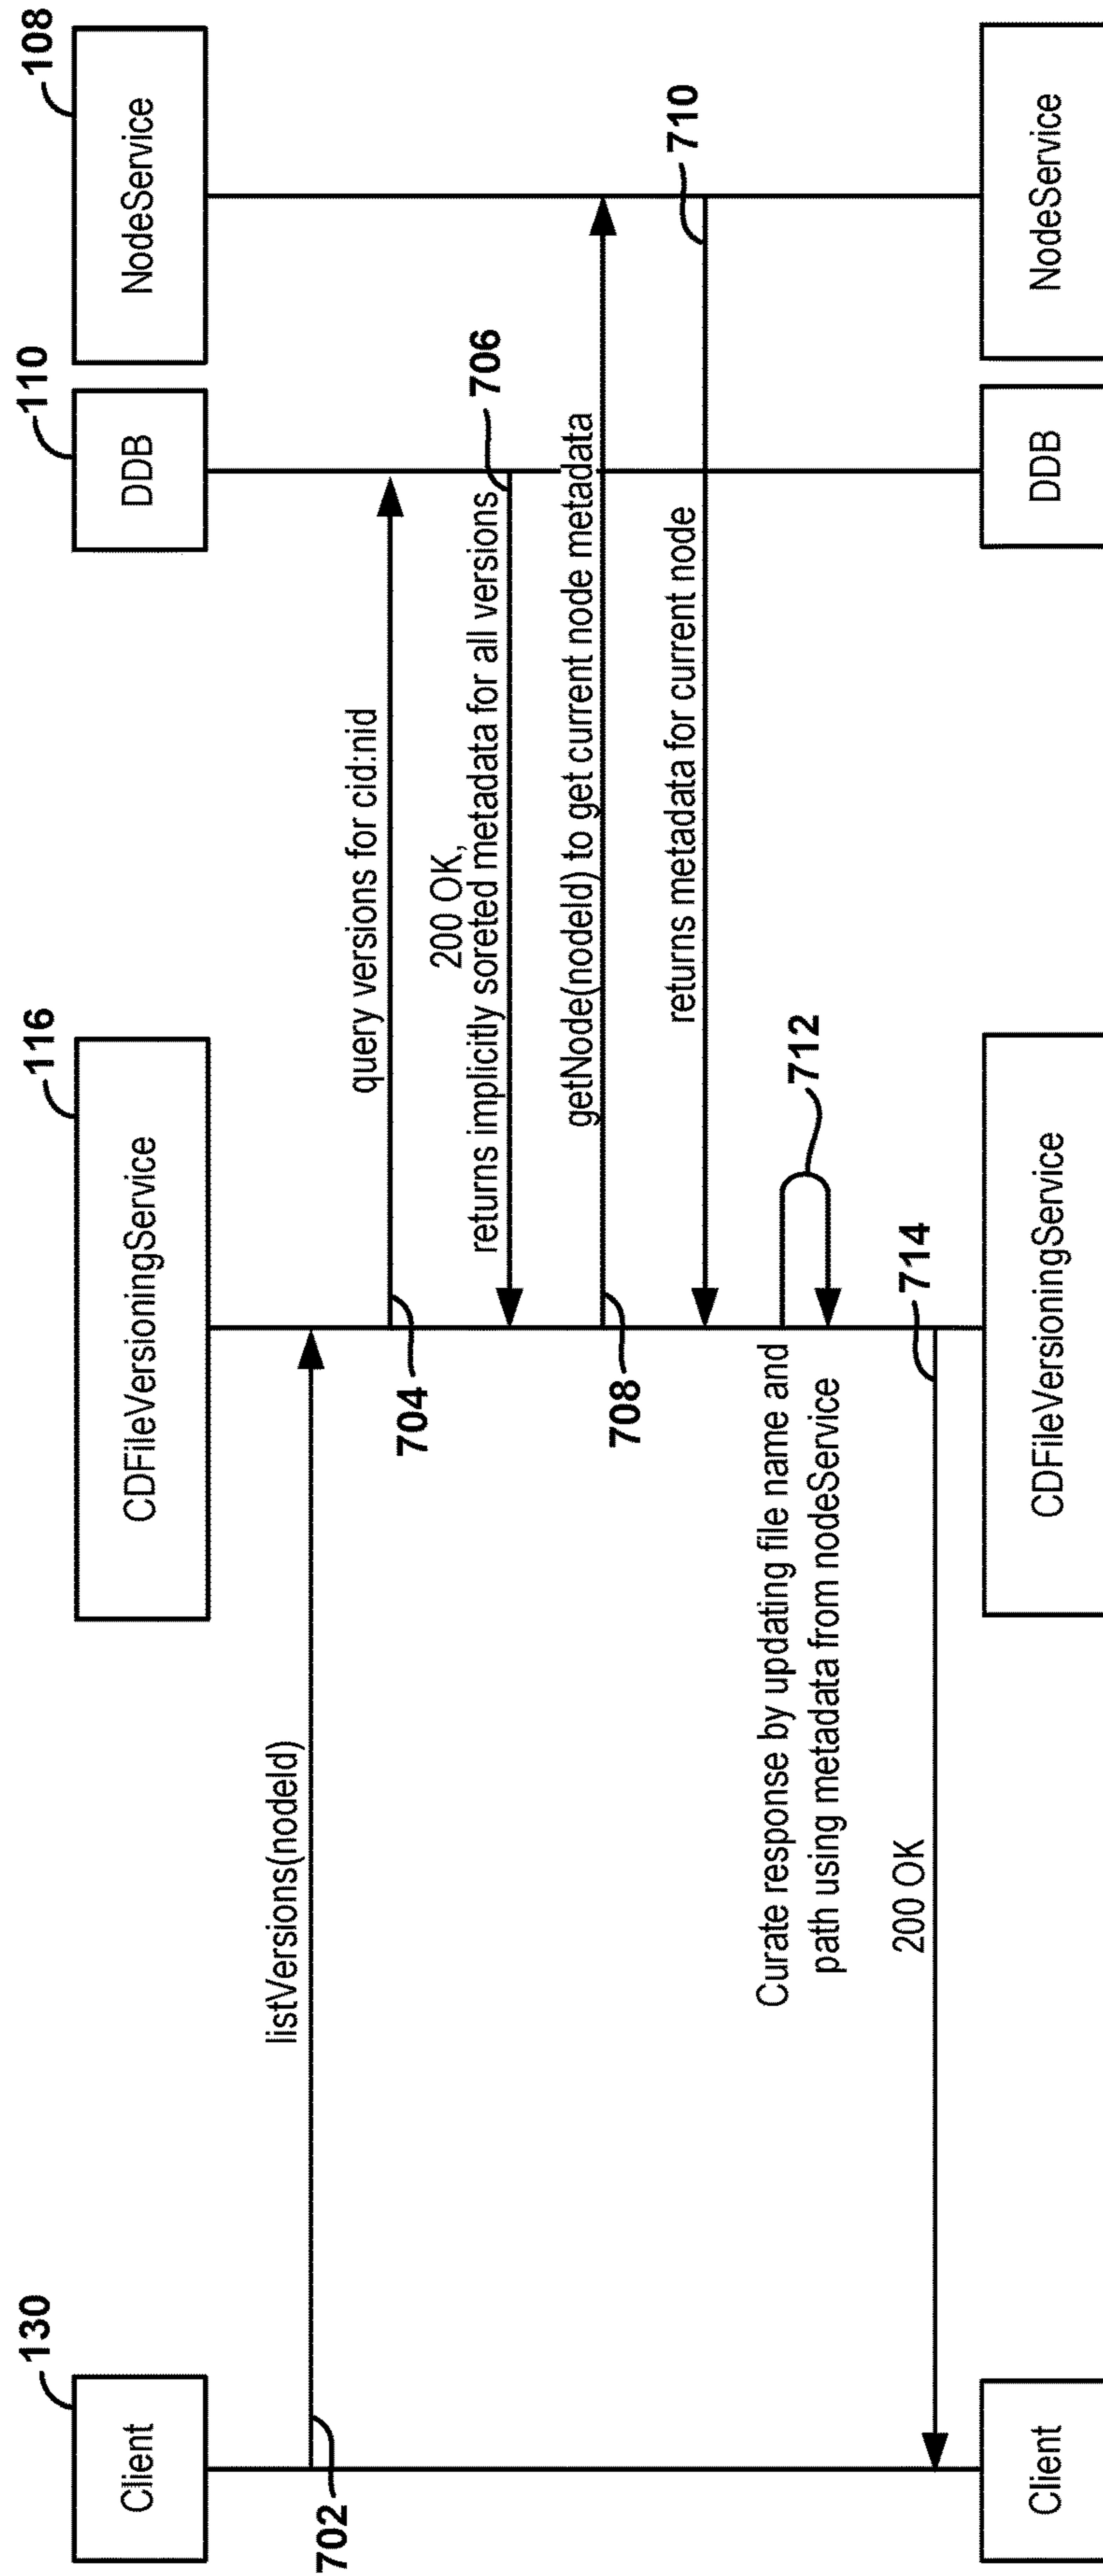 130
116
110
108
Client
CDFileVersioningService
DDB
NodeService
listVersions(nodeId)
702
query versions for cid:nid
704
200 OK,
returns implicitly soreted metadata for all versions
706
getNode(nodeId) to get current node metadata
708
returns metadata for current node
710
Curate response by updating file name and
path using metadata from nodeService
712
200 OK
714
Client
CDFileVersioningService
DDB
NodeService